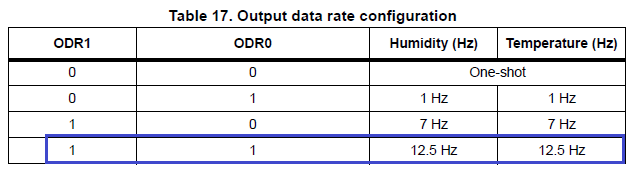 Table 17. Output data rate configuration
ODR1 ODR0 Humidity (Hz) Temperature (Hz)
0 0 One-shot
0 1 1 Hz 1 Hz
1 0 7 Hz 7 Hz
1 1 12.5 Hz 12.5 Hz